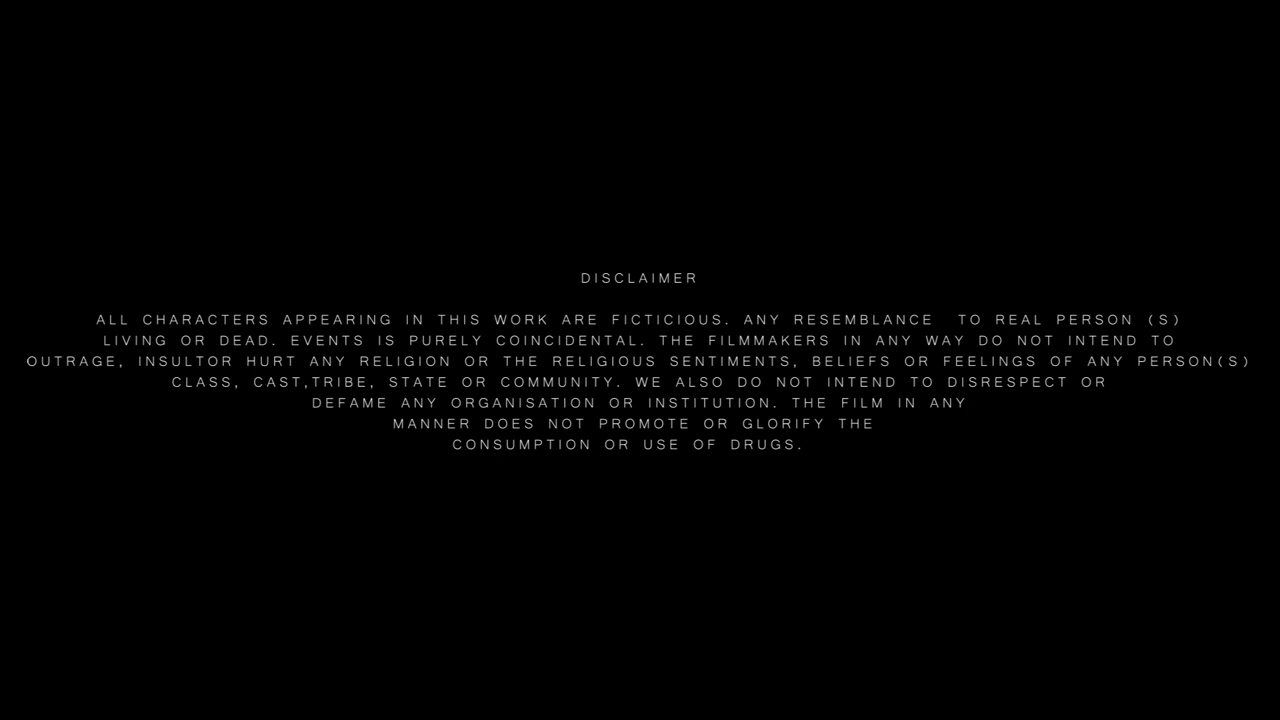 DISCLAIMER
ALL CHARACTERS APPEARING IN THIS WORK ARE FICTICIOUS. ANY RESEMBLANCE TO REAL PERSON (S)
LIVING OR DEAD. EVENTS IS PURELY COINCIDENTAL. THE FILMMAKERS IN ANY WAY DO NOT INTEND TO
OUTRAGE, INSULTOR HURT ANY RELIGION OR THE RELIGIOUS SENTIMENTS, BELIEFS OR FEELINGS OF ANY PERSON(S)
CLASS, CAST,TRIBE, STATE OR COMMUNITY. WE ALSO DO NOT INTEND TO DISRESPECT OR
DEFAME ANY ORGANISATION OR INSTITUTION. THE FILM IN ANY
MANNER DOES NOT PROMOTE OR GLORIFY THE
CONSUMPTION OR USE OF DRUGS.